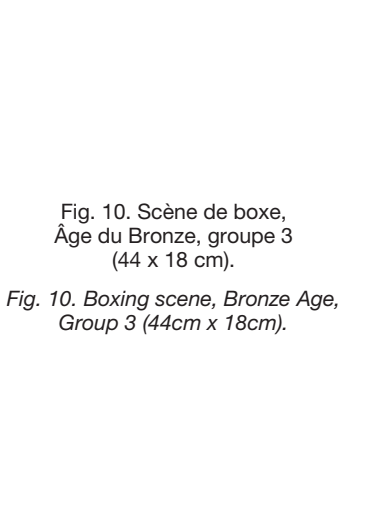 Fig. 10. Scène de boxe,
Âge du Bronze, groupe 3
(44 x 18 cm).
Fig. 10. Boxing scene, Bronze Age,
Group 3 (44cm x 18cm).